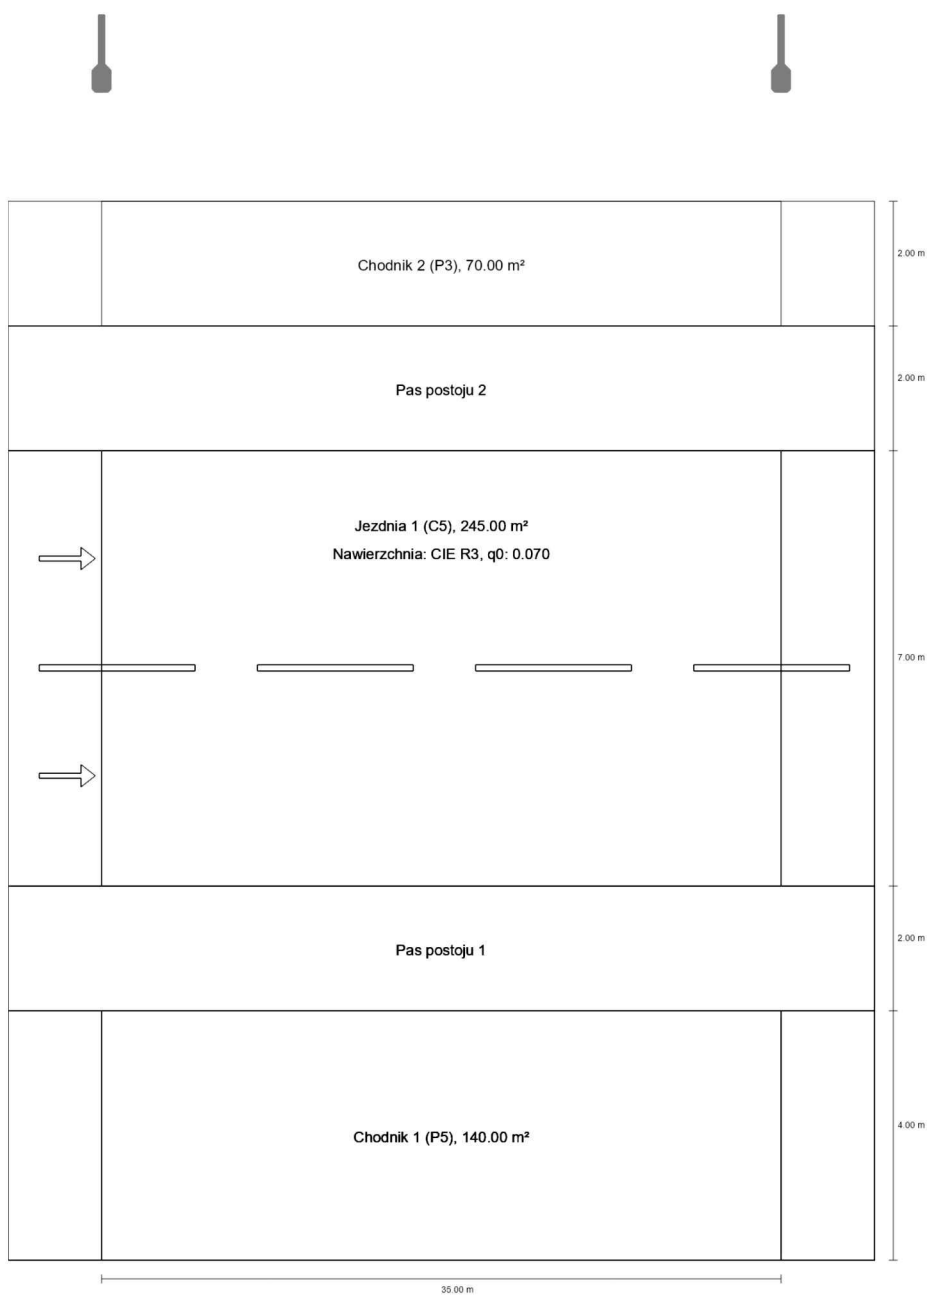 Chodnik 2 (P3), 70.00 m²
2.00 m
Pas postoju 2
2.00 m
Jezdnia 1 (C5), 245.00 m²
Nawierzchnia: CIE R3, q0: 0.070
7.00 m
Pas postoju 1
2.00 m
Chodnik 1 (P5), 140.00 m²
4.00 m
35.00 m